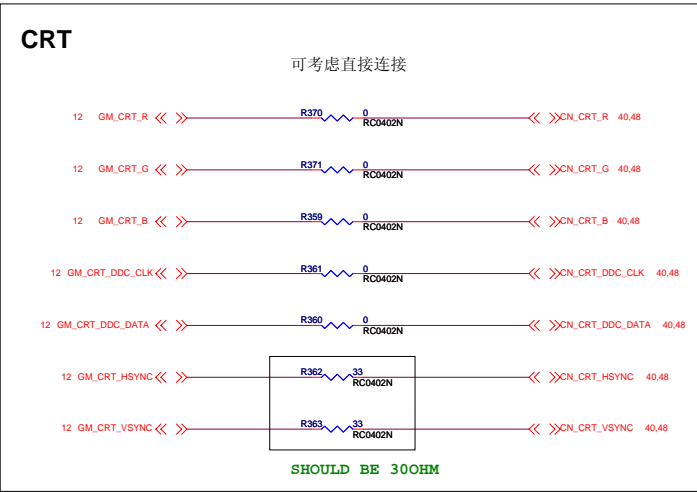 CRT
可考虑直接连接
12 GM_CRT_R R370 0 RC0402N CN_CRT_R 40,48
12 GM_CRT_G R371 0 RC0402N CN_CRT_G 40,48
12 GM_CRT_B R359 0 RC0402N CN_CRT_B 40,48
12 GM_CRT_DDC_CLK R361 0 RC0402N CN_CRT_DDC_CLK 40,48
12 GM_CRT_DDC_DATA R360 0 RC0402N CN_CRT_DDC_DATA 40,48
12 GM_CRT_HSYNC R362 33 RC0402N CN_CRT_HSYNC 40,48
12 GM_CRT_VSYNC R363 33 RC0402N CN_CRT_VSYNC 40,48
SHOULD BE 30OHM